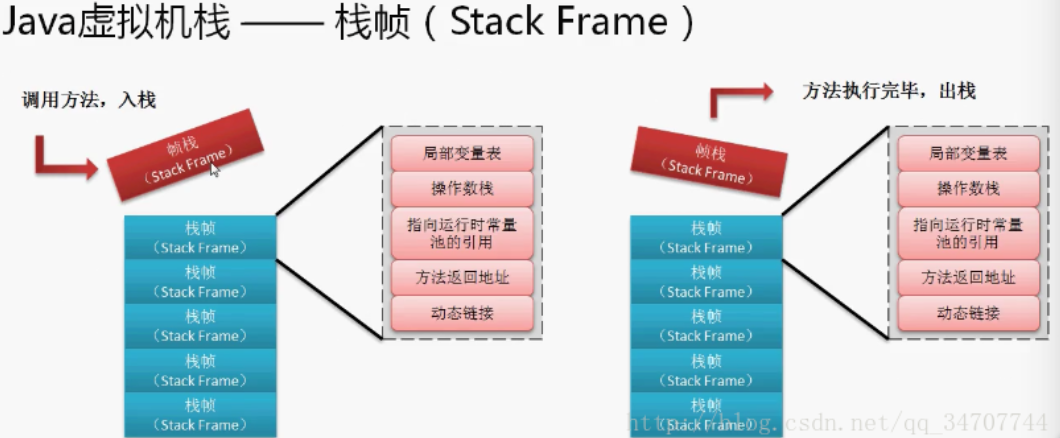 Java虚拟机栈 —— 栈帧（Stack Frame）
调用方法，入栈
帧栈
（Stack Frame）
栈帧
（Stack Frame）
栈帧
（Stack Frame）
栈帧
（Stack Frame）
栈帧
（Stack Frame）
栈帧
（Stack Frame）
局部变量表
操作数栈
指向运行时常量
池的引用
方法返回地址
动态链接
方法执行完毕，出栈
帧栈
（Stack Frame）
栈帧
（Stack Frame）
栈帧
（Stack Frame）
栈帧
（Stack Frame）
栈帧
（Stack Frame）
栈帧
（Stack Frame）
局部变量表
操作数栈
指向运行时常量
池的引用
方法返回地址
动态链接
http://blog.csdn.net/qq_34707744